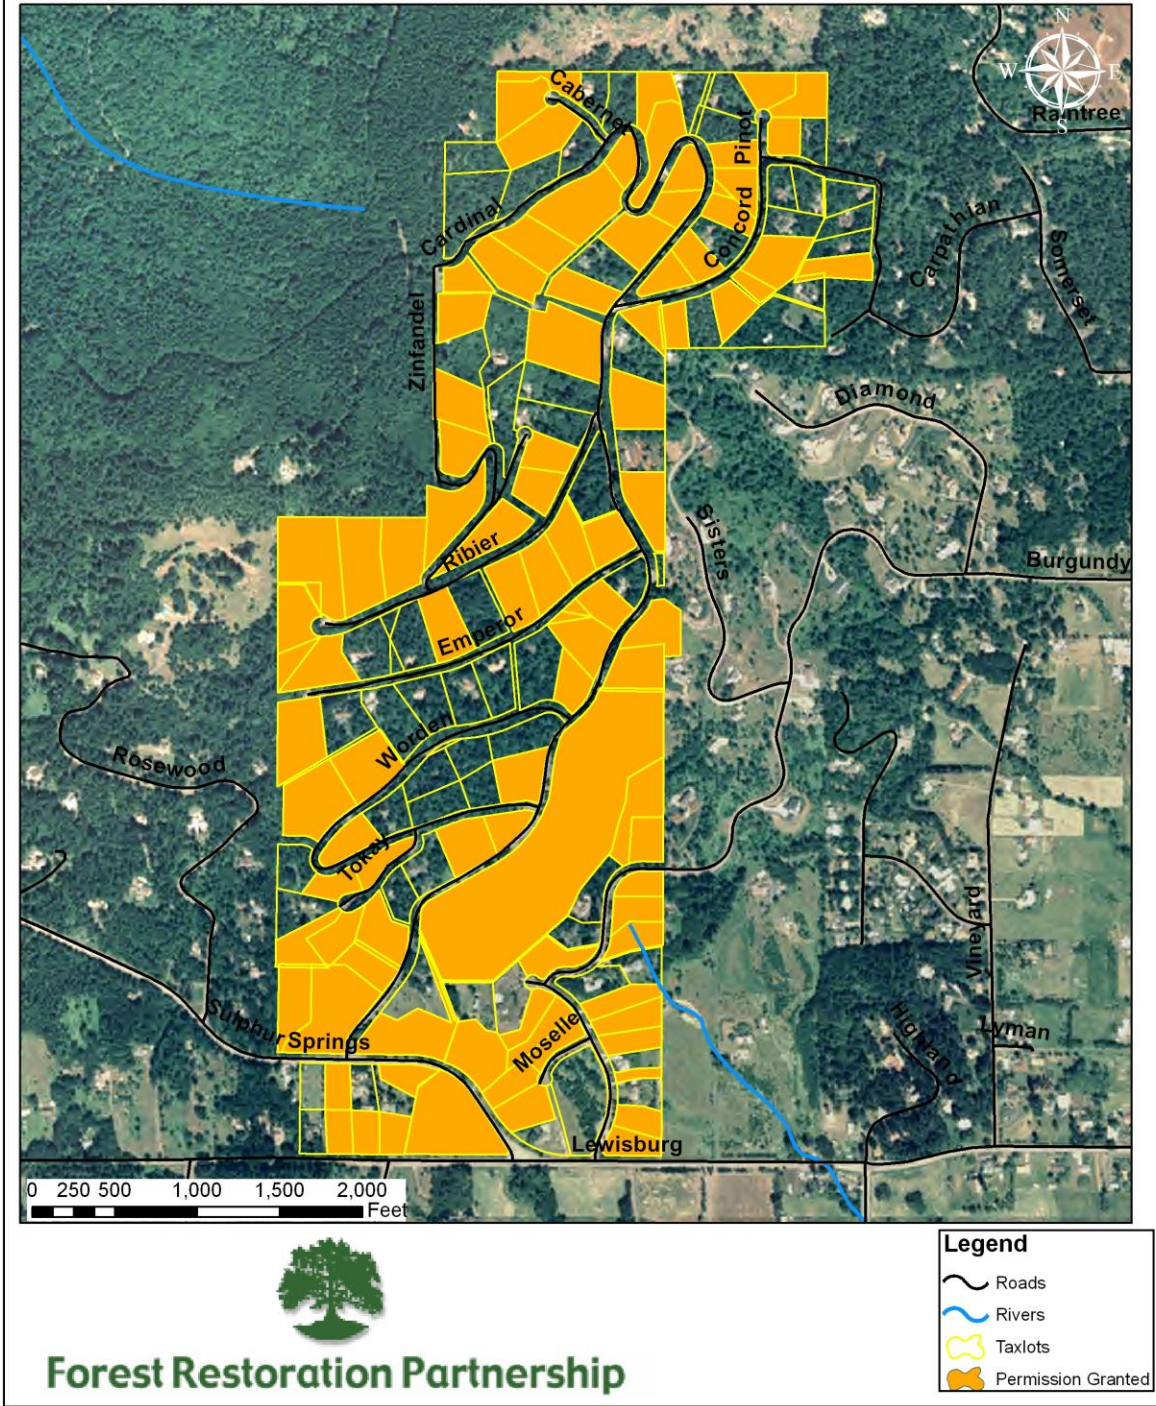 N
W E
S
Raintree
Cabernet
Pinot
Concord
Cardinal
Carpathian
Somerset
Zinfandel
Diamond
Sisters
Ribier
Burgundy
Emperor
Worden
Rosewood
Tokay
Vineyard
Sulphur Springs
Moselle
Highland
Lyman
Lewisburg
0 250 500 1,000 1,500 2,000
Feet
Legend
Roads
Rivers
Taxlots
Permission Granted
Forest Restoration Partnership